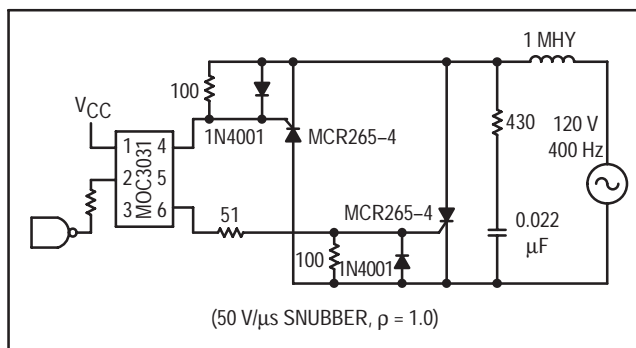 1 MHY
100
V_CC
1N4001
MCR265–4
430
120 V
400 Hz
1 4
2 5
3 6
MOC3031
51
MCR265–4
100
1N4001
0.022
µF
(50 V/µs SNUBBER, ρ = 1.0)